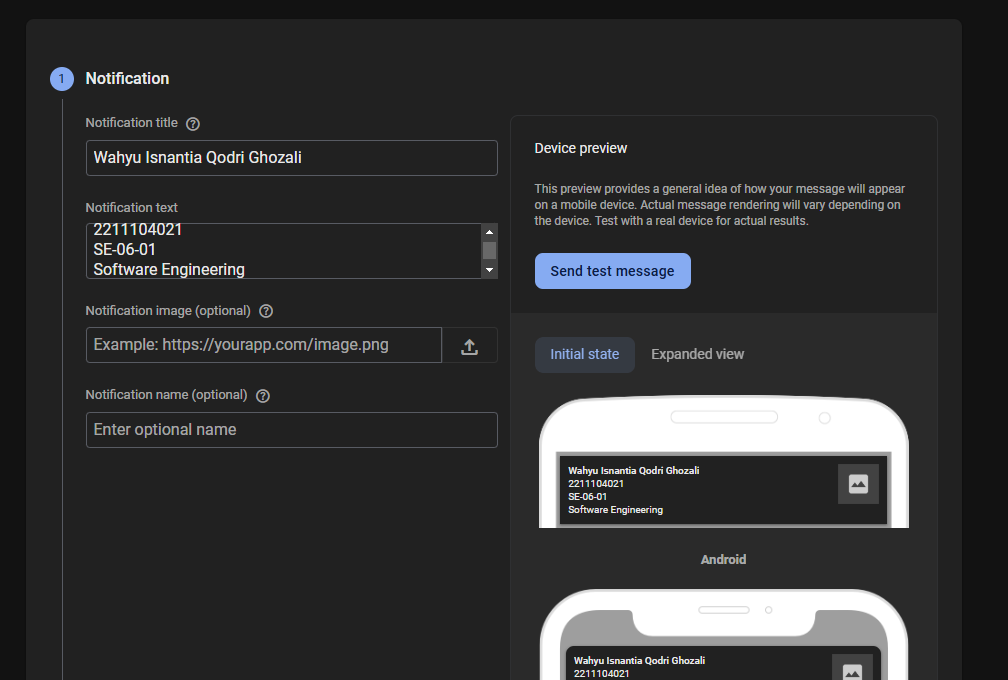 1 Notification
Notification title
Wahyu Isnantia Qodri Ghozali
Notification text
2211104021
SE-06-01
Software Engineering
Notification image (optional)
Example: https://yourapp.com/image.png
Notification name (optional)
Enter optional name
Device preview
This preview provides a general idea of how your message will appear
on a mobile device. Actual message rendering will vary depending on
the device. Test with a real device for actual results.
Send test message
Initial state
Expanded view
Wahyu Isnantia Qodri Ghozali
2211104021
SE-06-01
Software Engineering
Android
Wahyu Isnantia Qodri Ghozali
2211104021